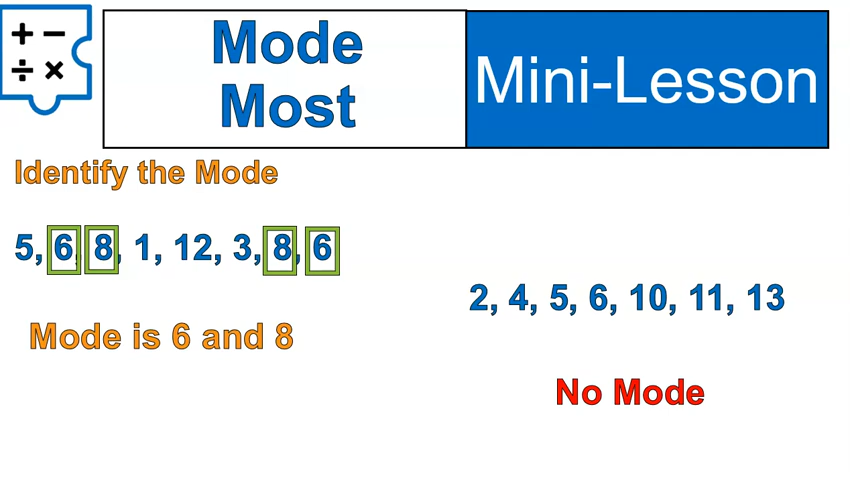 + −
÷ ×
Mode
Most
Mini-Lesson
Identify the Mode
5, 6, 8, 1, 12, 3, 8, 6
2, 4, 5, 6, 10, 11, 13
Mode is 6 and 8
No Mode